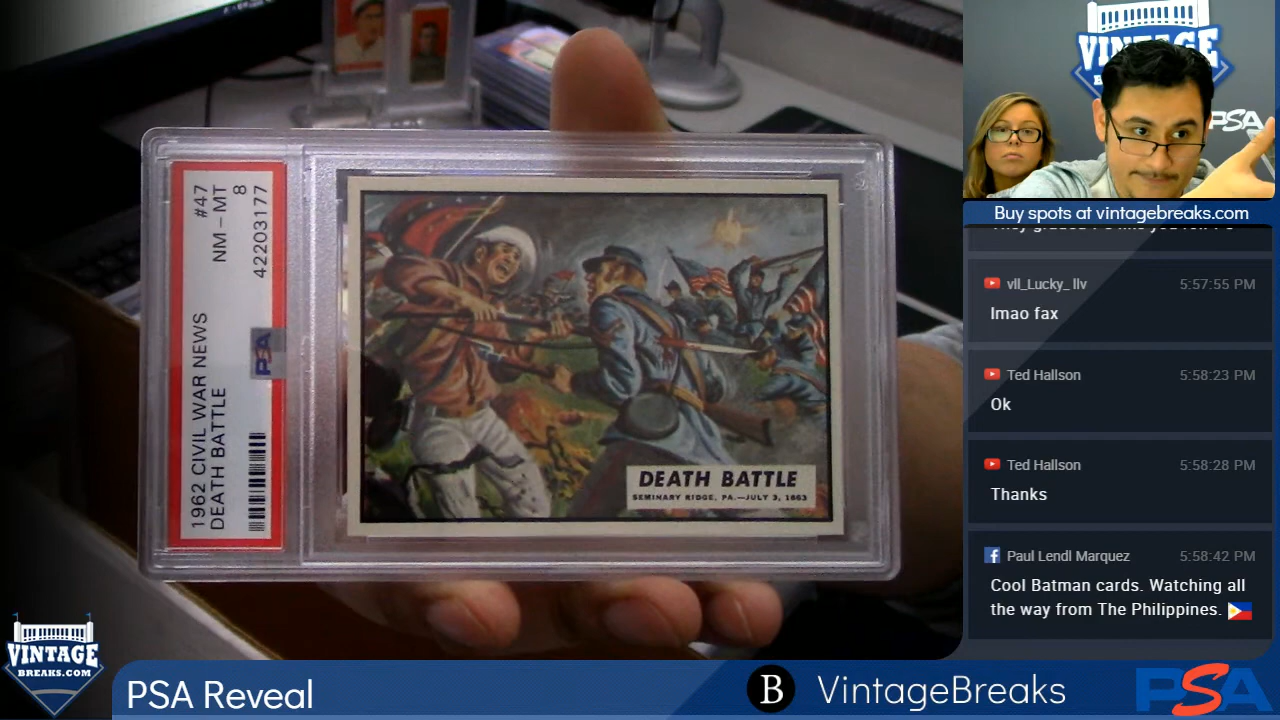 #47
NM-MT 8
42203177
1962 CIVIL WAR NEWS
DEATH BATTLE
PSA
DEATH BATTLE
SEMINARY RIDGE, PA.—JULY 3, 1863
VINTAGE
PSA
Buy spots at vintagebreaks.com
vll_Lucky_ llv 5:57:55 PM
lmao fax
Ted Hallson 5:58:23 PM
Ok
Ted Hallson 5:58:28 PM
Thanks
Paul Lendl Marquez 5:58:42 PM
Cool Batman cards. Watching all
the way from The Philippines. 🇵🇭
VINTAGE
BREAKS.COM
PSA Reveal
B VintageBreaks
PSA